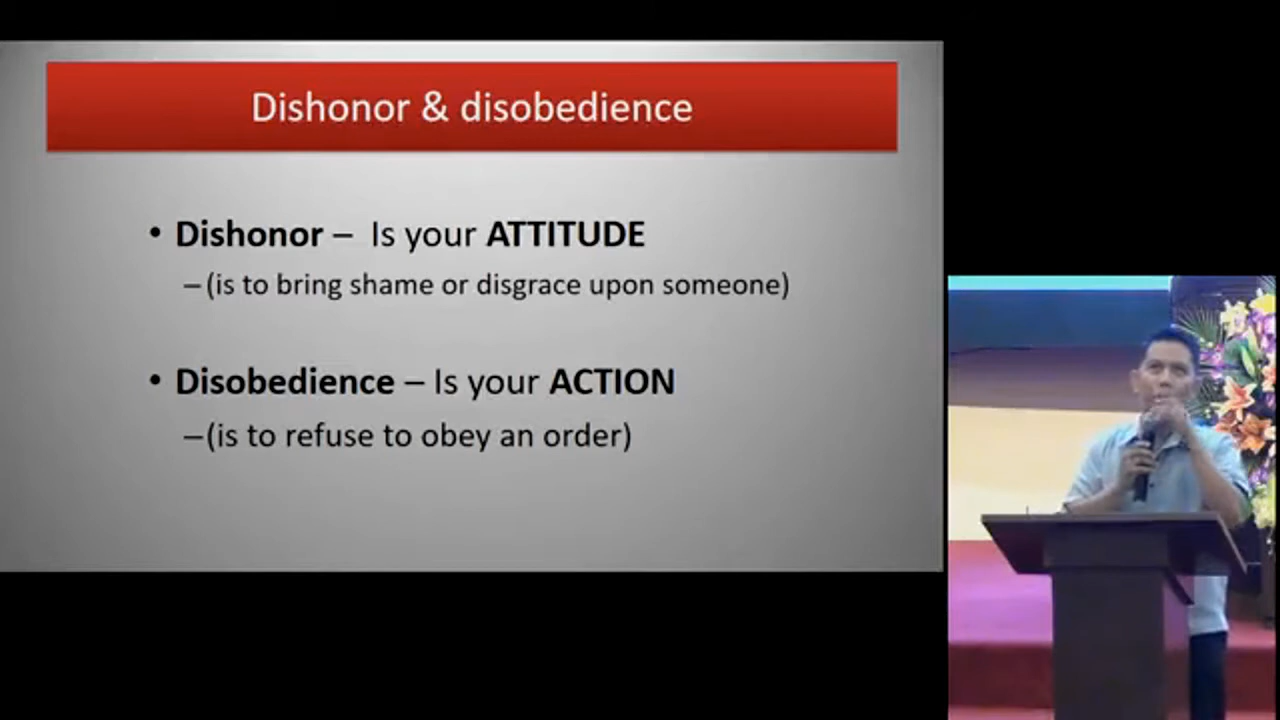 Dishonor & disobedience
• Dishonor – Is your ATTITUDE
– (is to bring shame or disgrace upon someone)
• Disobedience – Is your ACTION
–(is to refuse to obey an order)